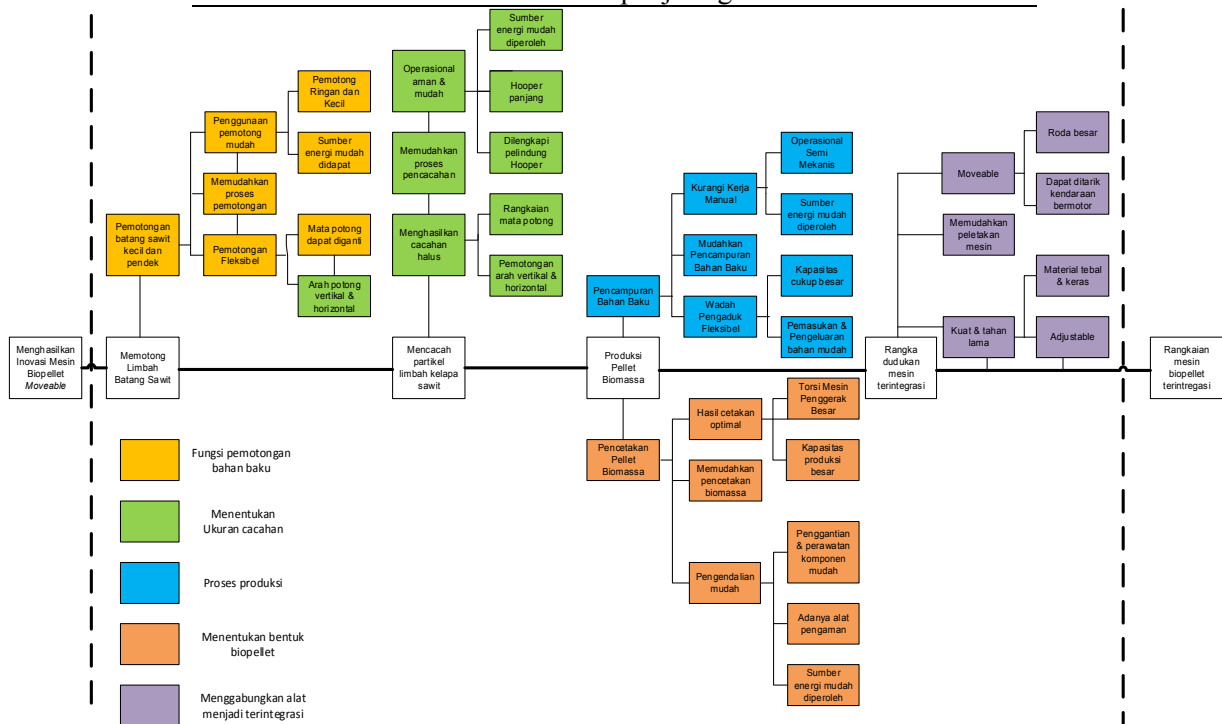 Sumber
energi mudah
diperoleh
Operasional
aman &
mudah
Hooper
panjang
Dilengkapi
pelindung
Hooper
Memudahkan
proses
pencacahan
Menghasilkan
cacahan
halus
Rangkaian
mata potong
Pemotongan
arah vertikal &
horizontal
Pemotong
Ringan dan
Kecil
Penggunaan
pemotong
mudah
Sumber
energi mudah
didapat
Memudahkan
proses
pemotongan
Pemotongan
batang sawit
kecil dan
pendek
Pemotongan
Fleksibel
Mata potong
dapat diganti
Arah potong
vertikal &
horizontal
Operasional
Semi
Mekanis
Kurangi Kerja
Manual
Sumber
energi mudah
diperoleh
Mudahkan
Pencampuran
Bahan Baku
Pencampuran
Bahan Baku
Wadah
Pengaduk
Fleksibel
Kapasitas
cukup besar
Pemasukan &
Pengeluaran
bahan mudah
Roda besar
Moveable
Dapat ditarik
kendaraan
bermotor
Memudahkan
peletakan
mesin
Material tebal
& keras
Kuat & tahan
lama
Adjustable
Menghasilkan
Inovasi Mesin
Biopellet
Moveable
Memotong
Limbah
Batang Sawit
Mencacah
partikel
limbah kelapa
sawit
Produksi
Pellet
Biomassa
Rangka
dudukan
mesin
terintegrasi
Rangkaian
mesin
biopellet
terintregasi
Pencetakan
Pellet
Biomassa
Hasil cetakan
optimal
Torsi Mesin
Penggerak
Besar
Kapasitas
produksi
besar
Memudahkan
pencetakan
biomassa
Pengendalian
mudah
Penggantian
& perawatan
komponen
mudah
Adanya alat
pengaman
Sumber
energi mudah
diperoleh
Fungsi pemotongan
bahan baku
Menentukan
Ukuran cacahan
Proses produksi
Menentukan bentuk
biopellet
Menggabungkan alat
menjadi terintegrasi